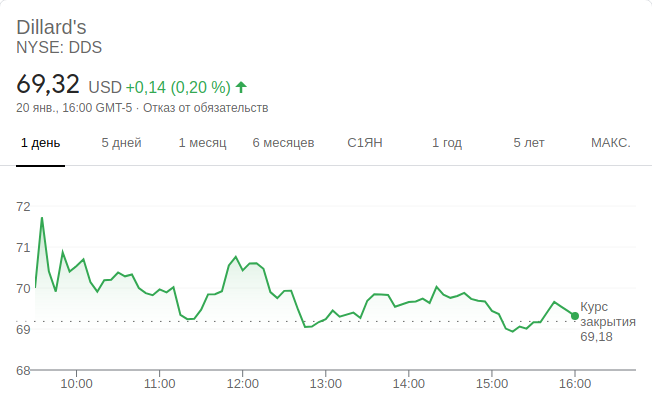 Dillard's
NYSE: DDS
69,32 USD +0,14 (0,20 %)
20 янв., 16:00 GMT-5 · Отказ от обязательств
1 день 5 дней 1 месяц 6 месяцев С1ЯН 1 год 5 лет МАКС.
72
71
70
69
68
Курс
закрытия
69,18
10:00 11:00 12:00 13:00 14:00 15:00 16:00